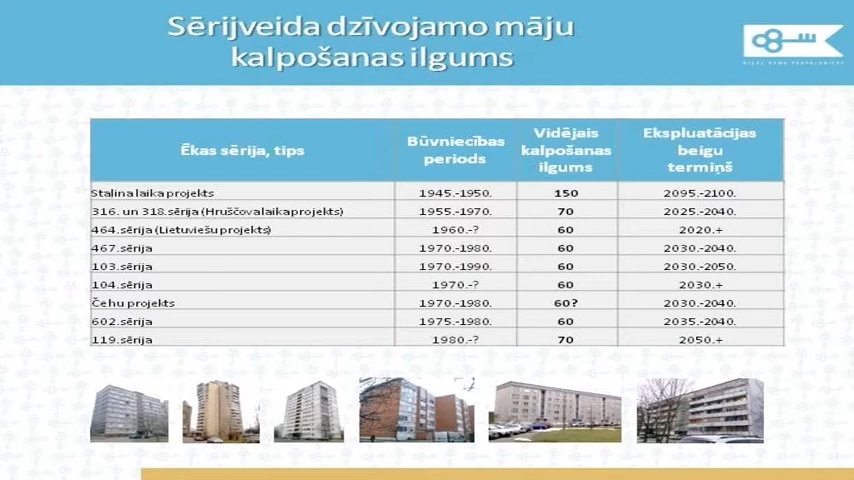 Sērijveida dzīvojamo māju
kalpošanas ilgums
Ēkas sērija, tips
Būvniecības
periods
Vidējais
kalpošanas
ilgums
Ekspluatācijas
beigu
termiņš
Staļina laika projekts 1945.-1950. 150 2095.-2100.
316. un 318.sērija (Hruščova laika projekts) 1955.-1970. 70 2025.-2040.
464.sērija (Lietuviešu projekts) 1960.-? 60 2020.+
467.sērija 1970.-1980. 60 2030.-2040.
103.sērija 1970.-1990. 60 2030.-2050.
104.sērija 1970.-? 60 2030.+
Čehu projekts 1970.-1980. 60? 2030.-2040.
602.sērija 1975.-1980. 60 2035.-2040.
119.sērija 1980.-? 70 2050.+